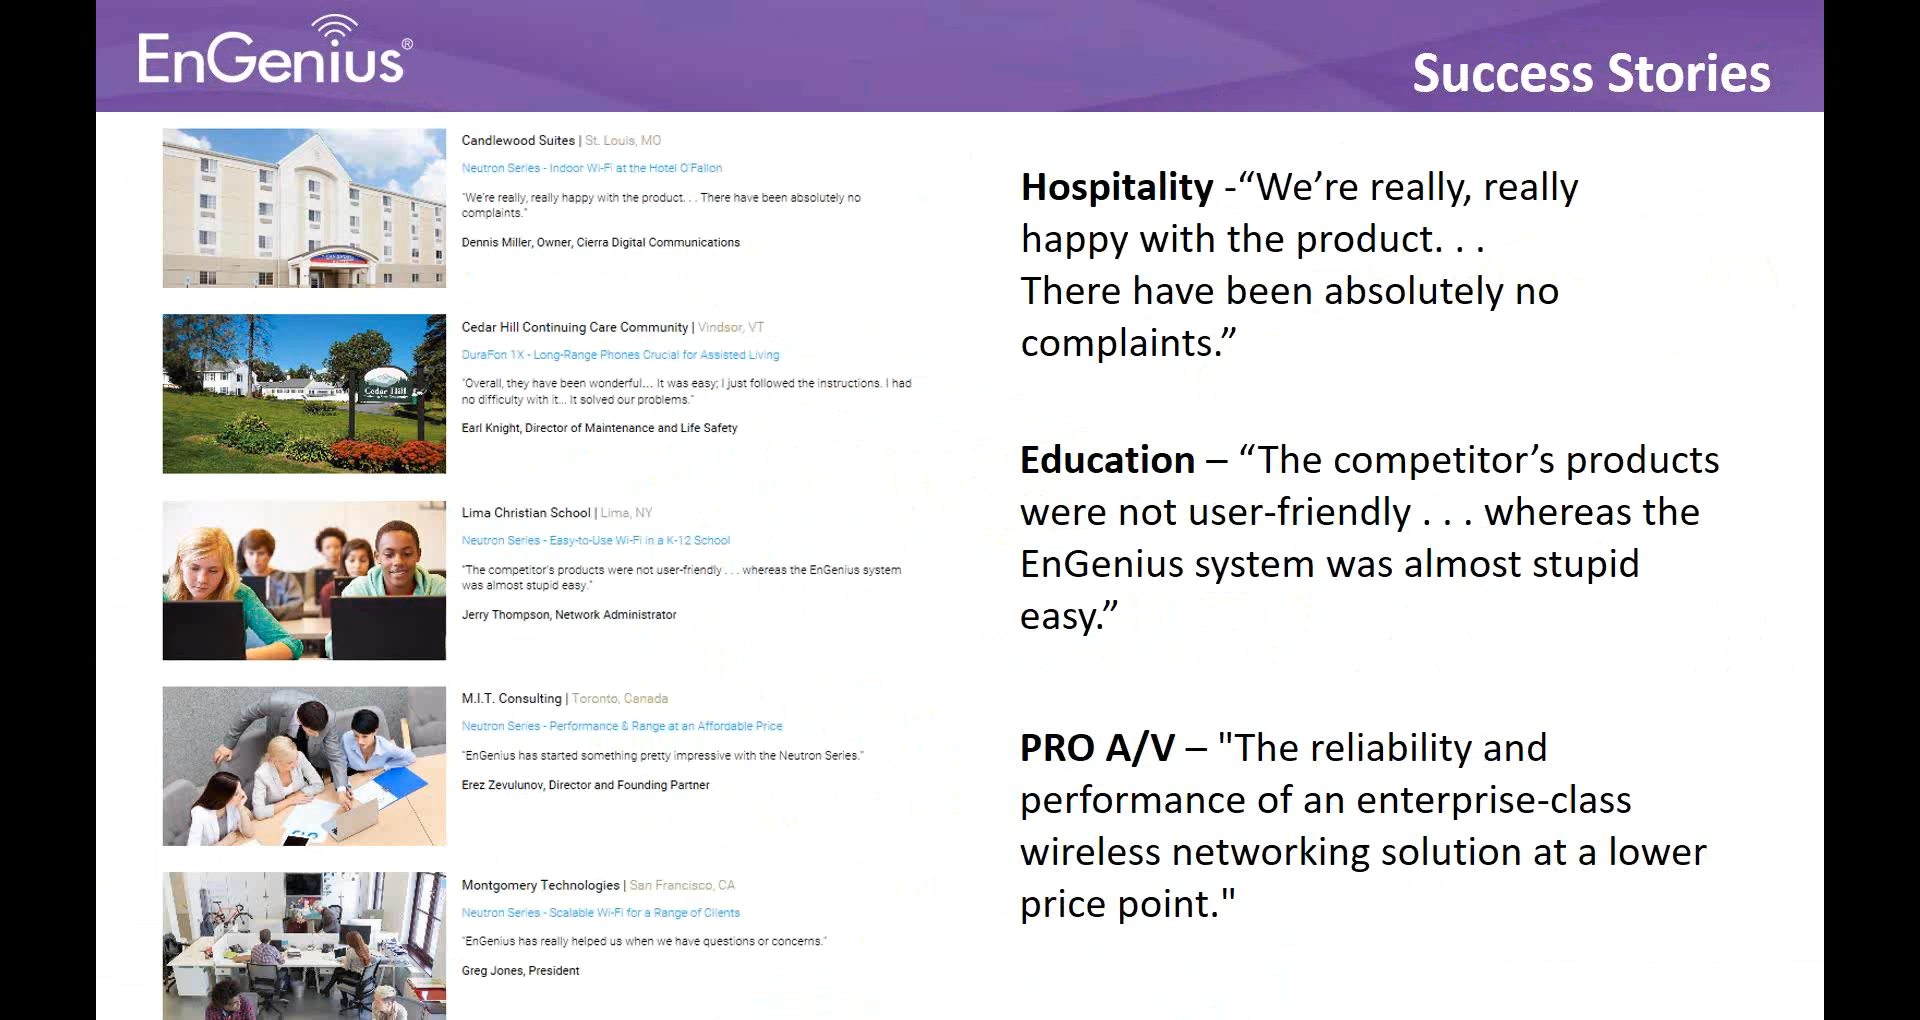 EnGenius®
Success Stories
Candlewood Suites | St. Louis, MO
Neutron Series - Indoor Wi-Fi at the Hotel O'Fallon
"We're really, really happy with the product. . . There have been absolutely no
complaints."
Dennis Miller, Owner, Cierra Digital Communications
Cedar Hill Continuing Care Community | Vindsor, VT
DuraFon 1X - Long-Range Phones Crucial for Assisted Living
"Overall, they have been wonderful... It was easy; I just followed the instructions. I had
no difficulty with it... It solved our problems."
Earl Knight, Director of Maintenance and Life Safety
Cedar Hill
Lima Christian School | Lima, NY
Neutron Series - Easy-to-Use Wi-Fi in a K-12 School
"The competitor's products were not user-friendly . . . whereas the EnGenius system
was almost stupid easy."
Jerry Thompson, Network Administrator
M.I.T. Consulting | Toronto, Canada
Neutron Series - Performance & Range at an Affordable Price
"EnGenius has started something pretty impressive with the Neutron Series."
Erez Zevulunov, Director and Founding Partner
Montgomery Technologies | San Francisco, CA
Neutron Series - Scalable Wi-Fi for a Range of Clients
"EnGenius has really helped us when we have questions or concerns."
Greg Jones, President
Hospitality -“We’re really, really
happy with the product. . .
There have been absolutely no
complaints.”
Education – “The competitor’s products
were not user-friendly . . . whereas the
EnGenius system was almost stupid
easy.”
PRO A/V – "The reliability and
performance of an enterprise-class
wireless networking solution at a lower
price point."